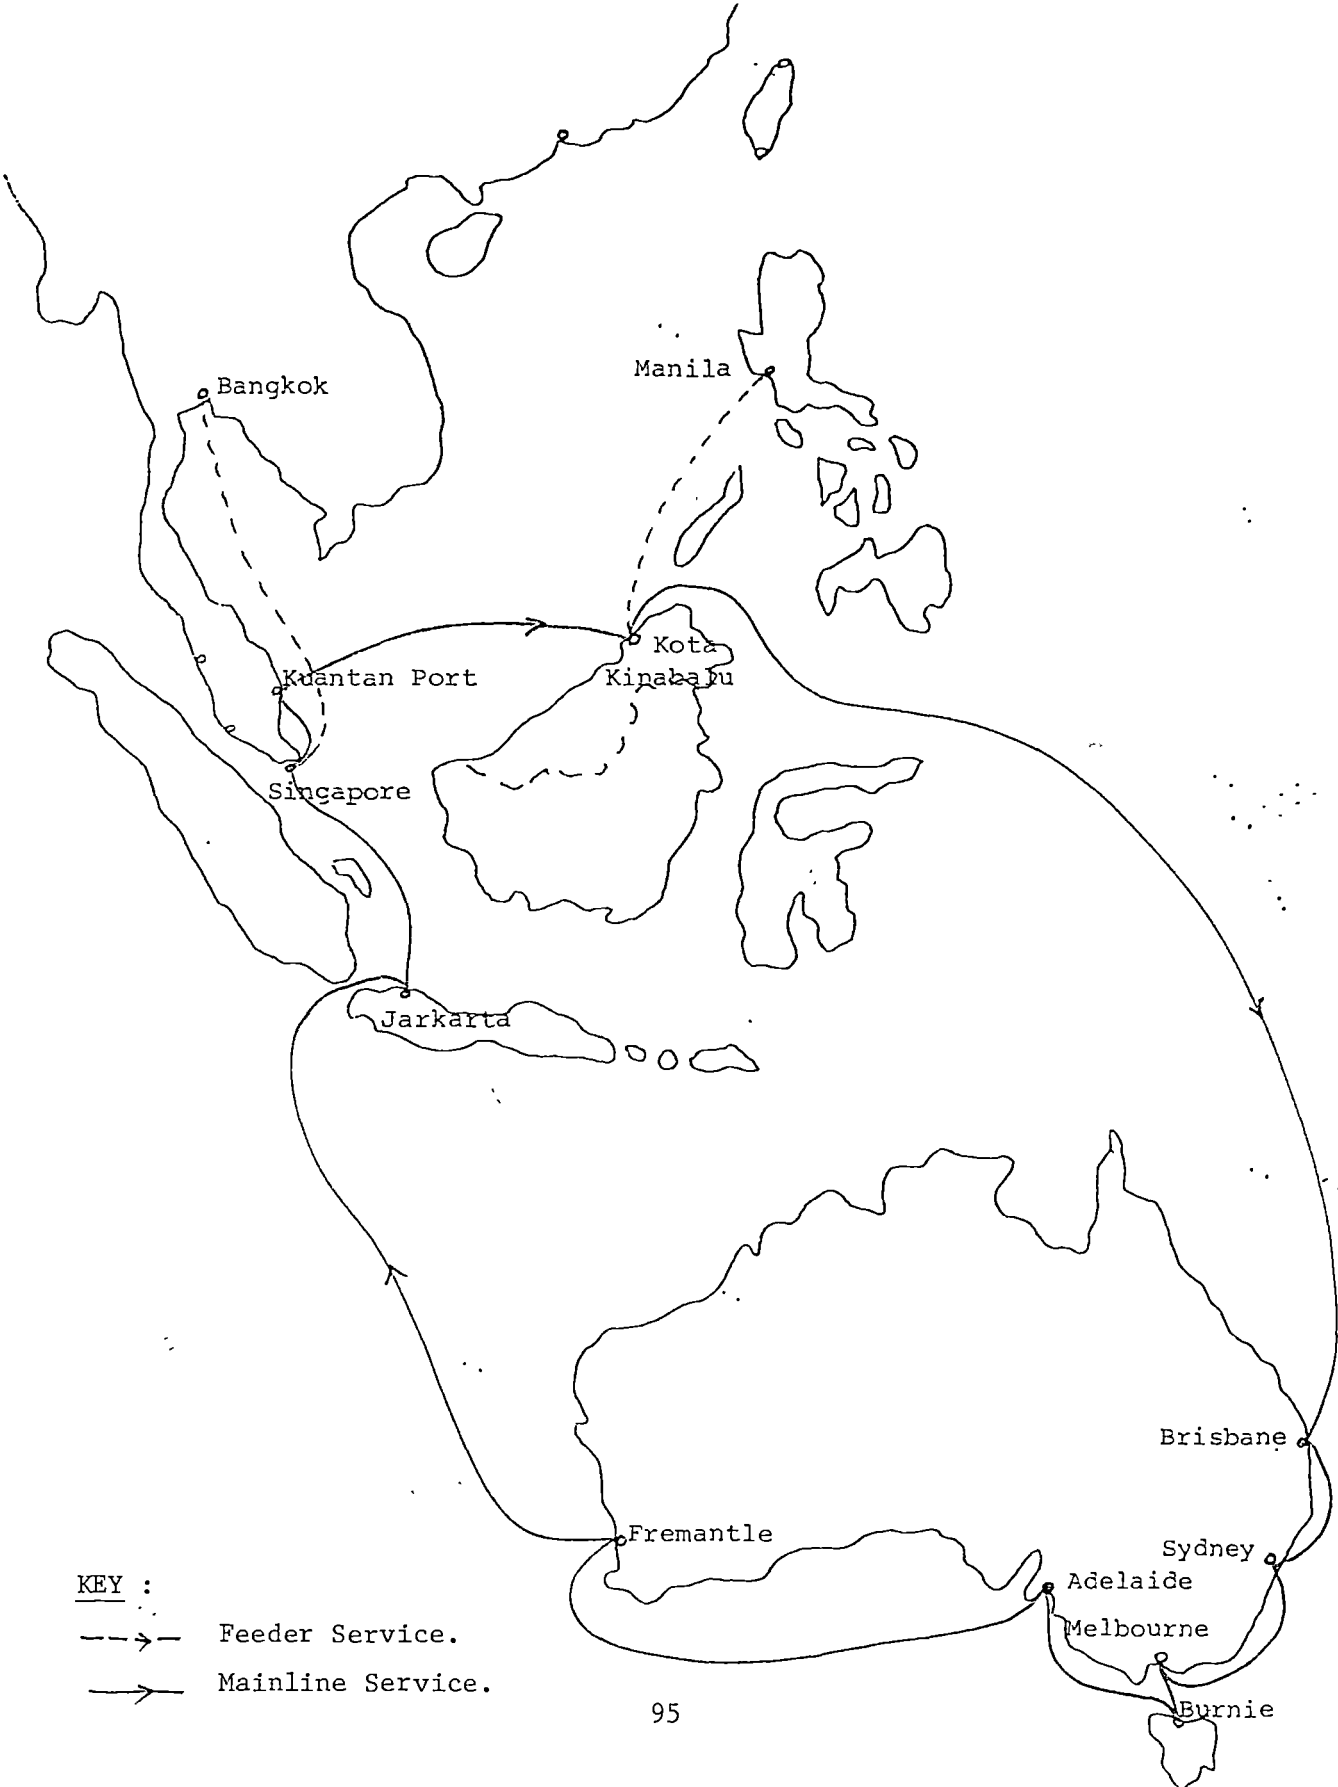 Manila
Bangkok
Kota
Kinabalu
Kuantan Port
Singapore
Jarkarta
Brisbane
Fremantle
Sydney
Adelaide
Melbourne
Burnie
KEY :
Feeder Service.
Mainline Service.
95